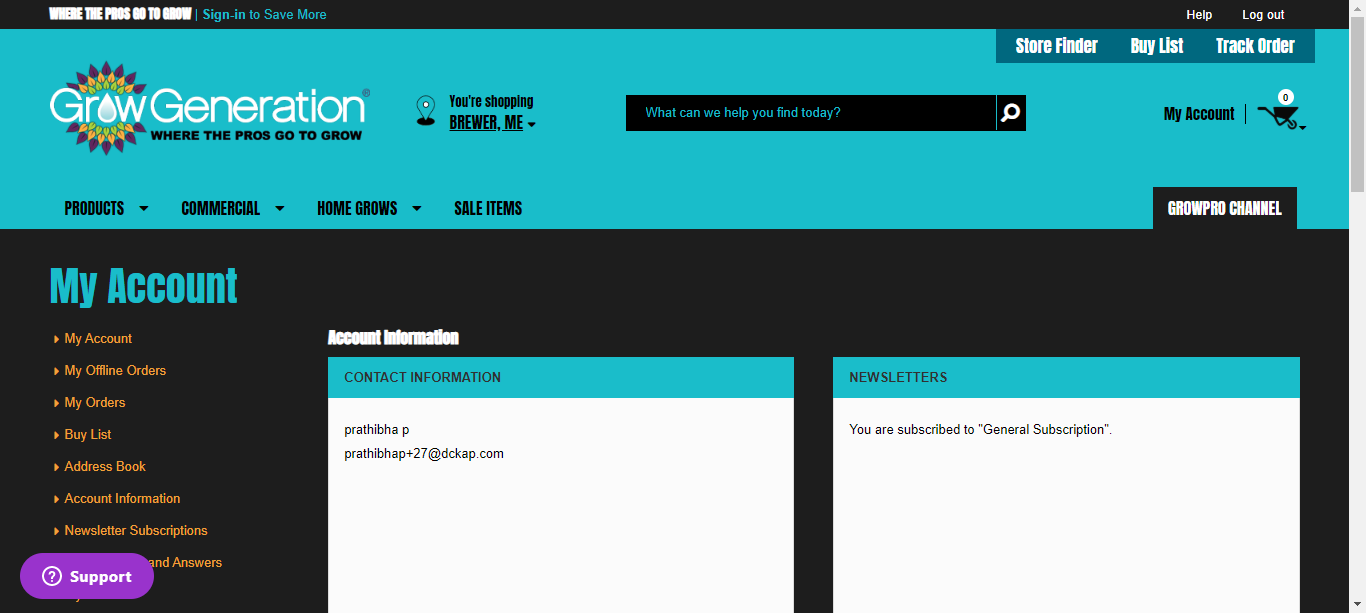 WHERE THE PROS GO TO GROW | Sign-in to Save More
Help
Log out
Store Finder
Buy List
Track Order
GrowGeneration®
WHERE THE PROS GO TO GROW
You're shopping
BREWER, ME
What can we help you find today?
My Account
0
PRODUCTS
COMMERCIAL
HOME GROWS
SALE ITEMS
GROWPRO CHANNEL
My Account
My Account
My Offline Orders
My Orders
Buy List
Address Book
Account Information
Newsletter Subscriptions
and Answers
Support
Account Information
CONTACT INFORMATION
prathibha p
prathibhap+27@dckap.com
NEWSLETTERS
You are subscribed to "General Subscription".